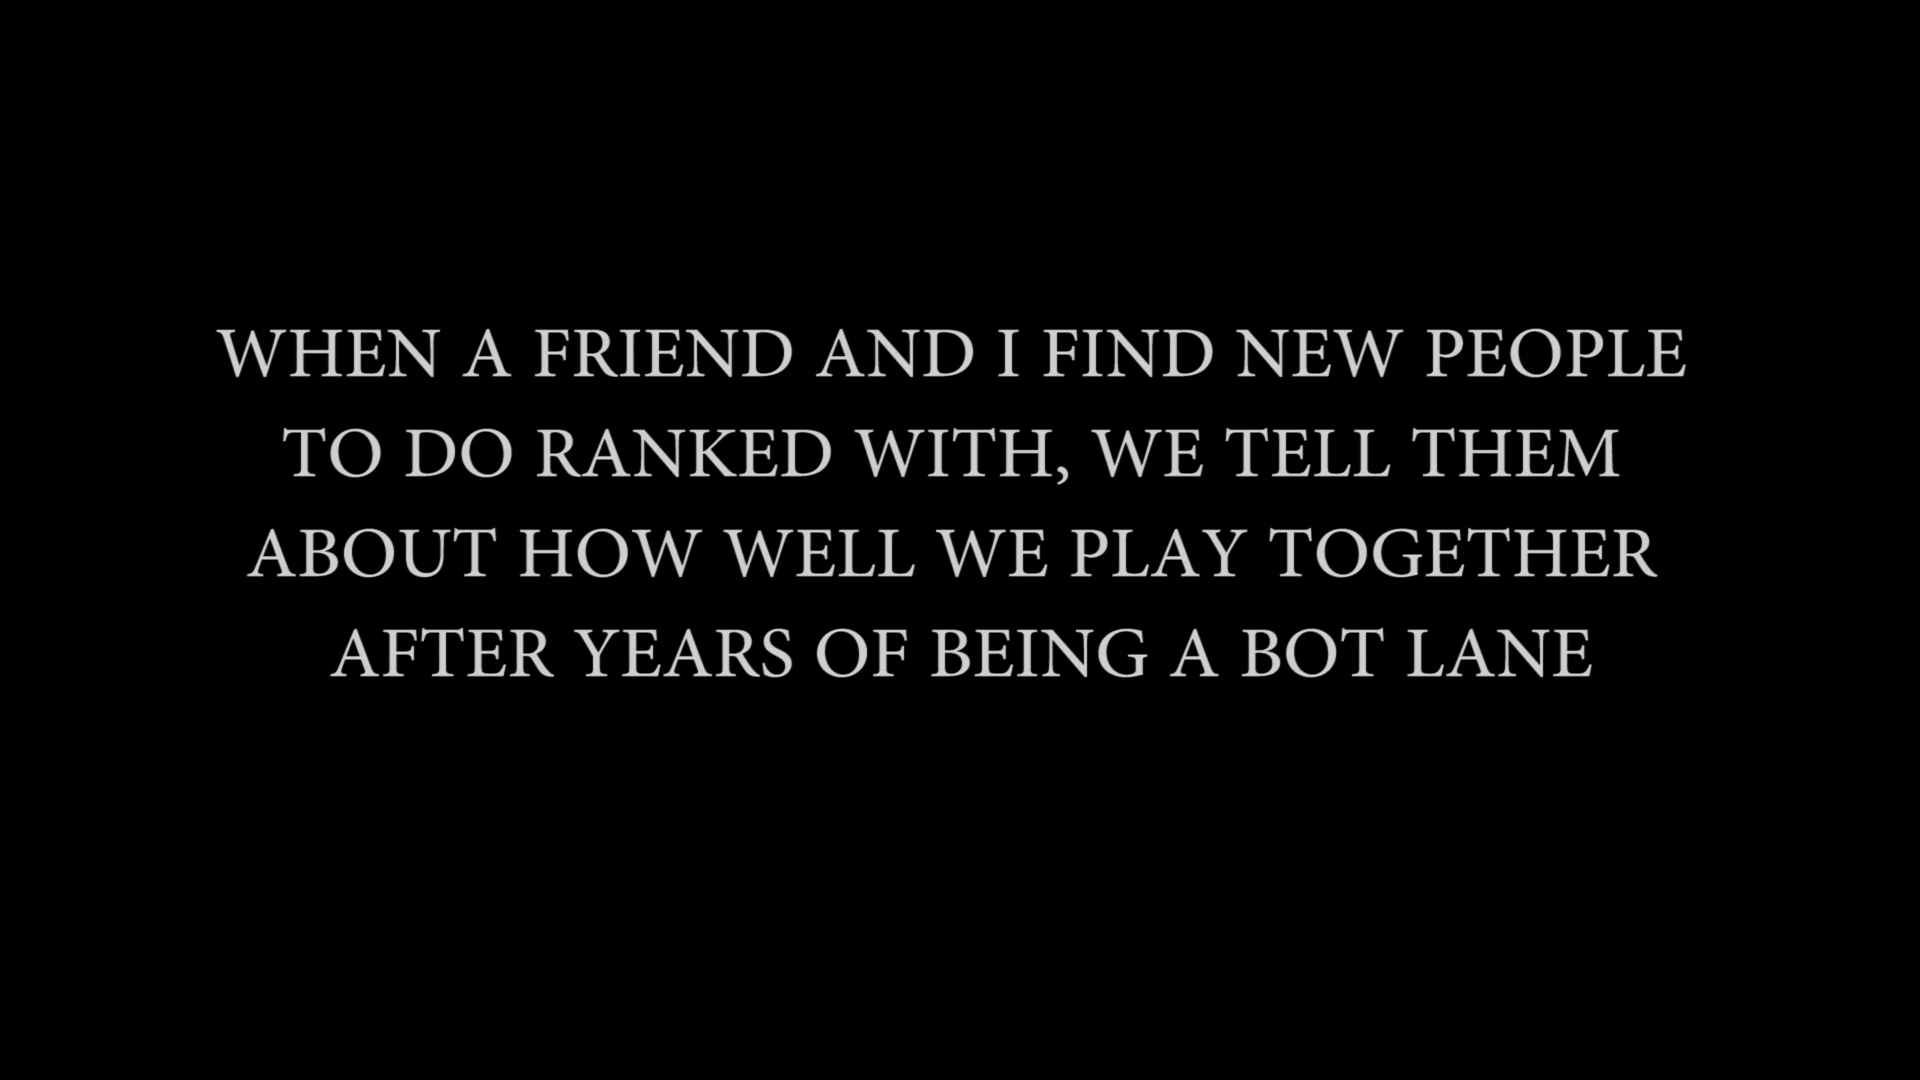 WHEN A FRIEND AND I FIND NEW PEOPLE
TO DO RANKED WITH, WE TELL THEM
ABOUT HOW WELL WE PLAY TOGETHER
AFTER YEARS OF BEING A BOT LANE